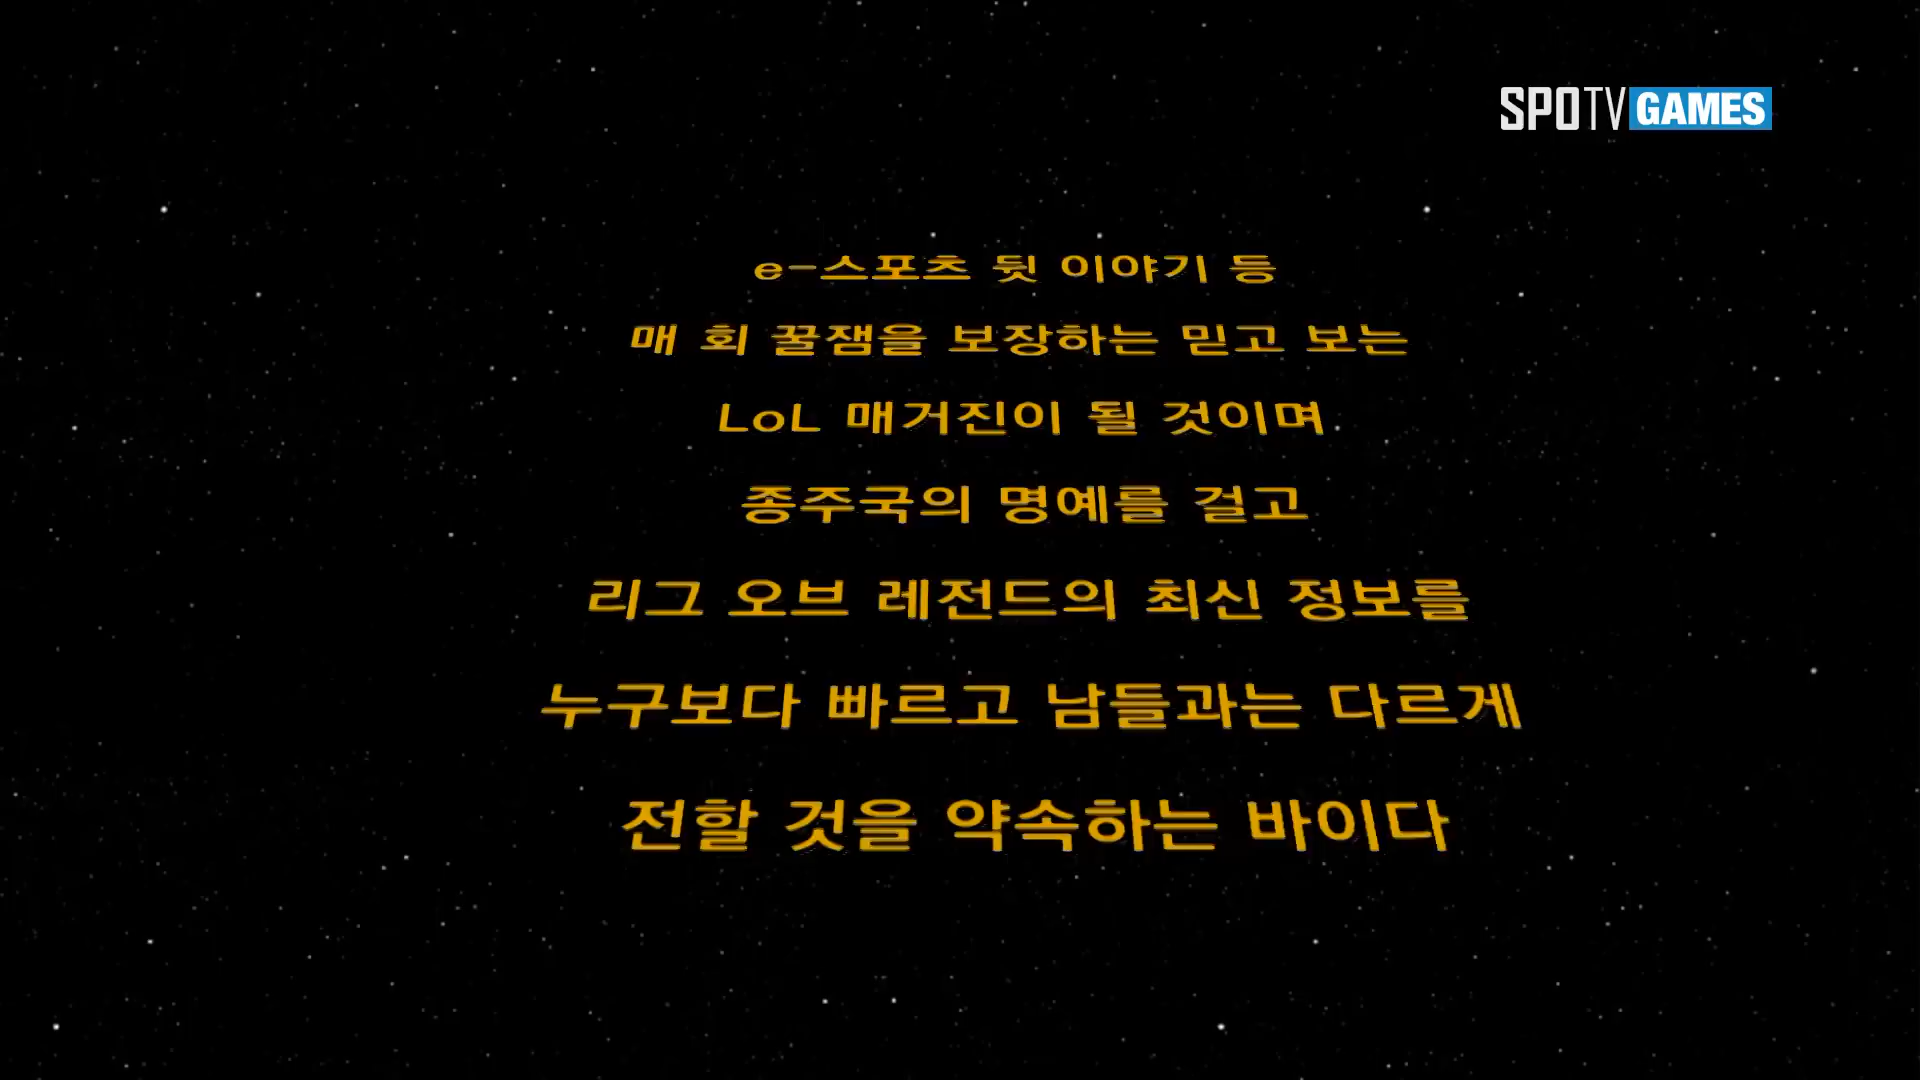 SPOTV GAMES
e-스포츠 뒷 이야기 등
매 회 꿀잼을 보장하는 믿고 보는
LoL 매거진이 될 것이며
종주국의 명예를 걸고
리그 오브 레전드의 최신 정보를
누구보다 빠르고 남들과는 다르게
전할 것을 약속하는 바이다